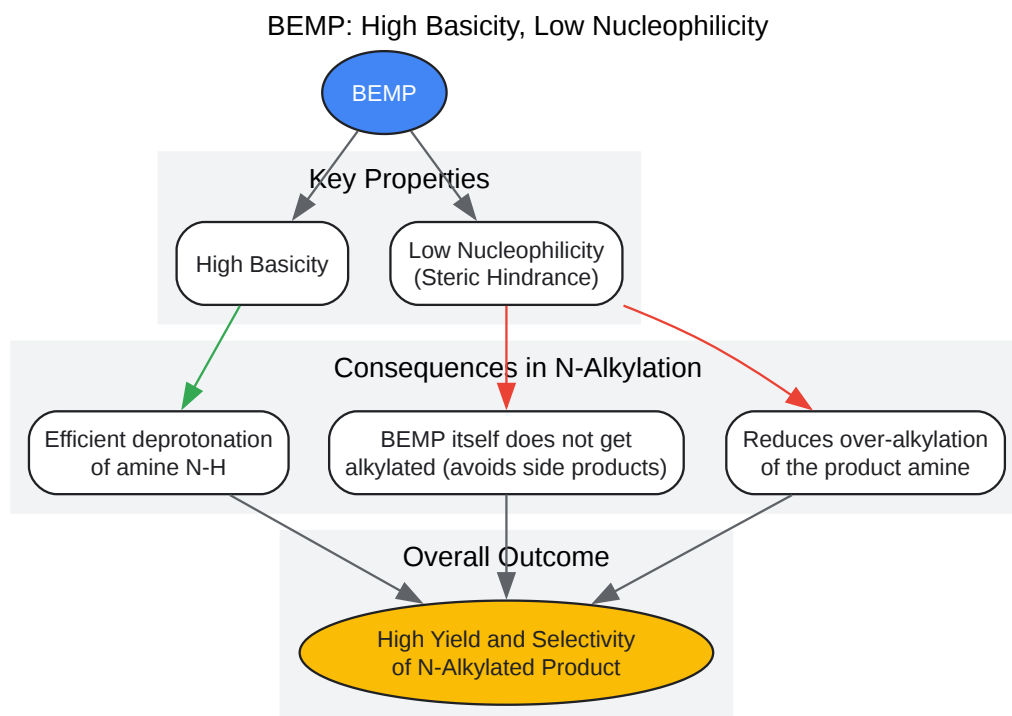 BEMP: High Basicity, Low Nucleophilicity
BEMP
Key Properties
High Basicity
Low Nucleophilicity
(Steric Hindrance)
Consequences in N-Alkylation
Efficient deprotonation
of amine N-H
BEMP itself does not get
alkylated (avoids side products)
Reduces over-alkylation
of the product amine
Overall Outcome
High Yield and Selectivity
of N-Alkylated Product